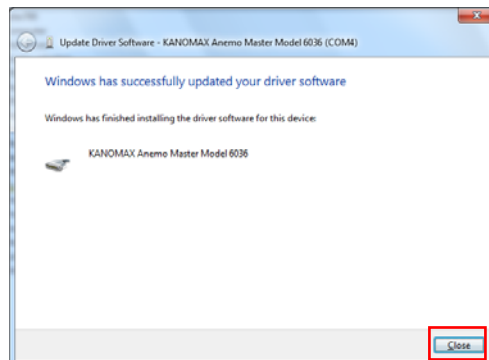 Update Driver Software - KANOMAX Anemo Master Model 6036 (COM4)
Windows has successfully updated your driver software
Windows has finished installing the driver software for this device:
KANOMAX Anemo Master Model 6036
Close